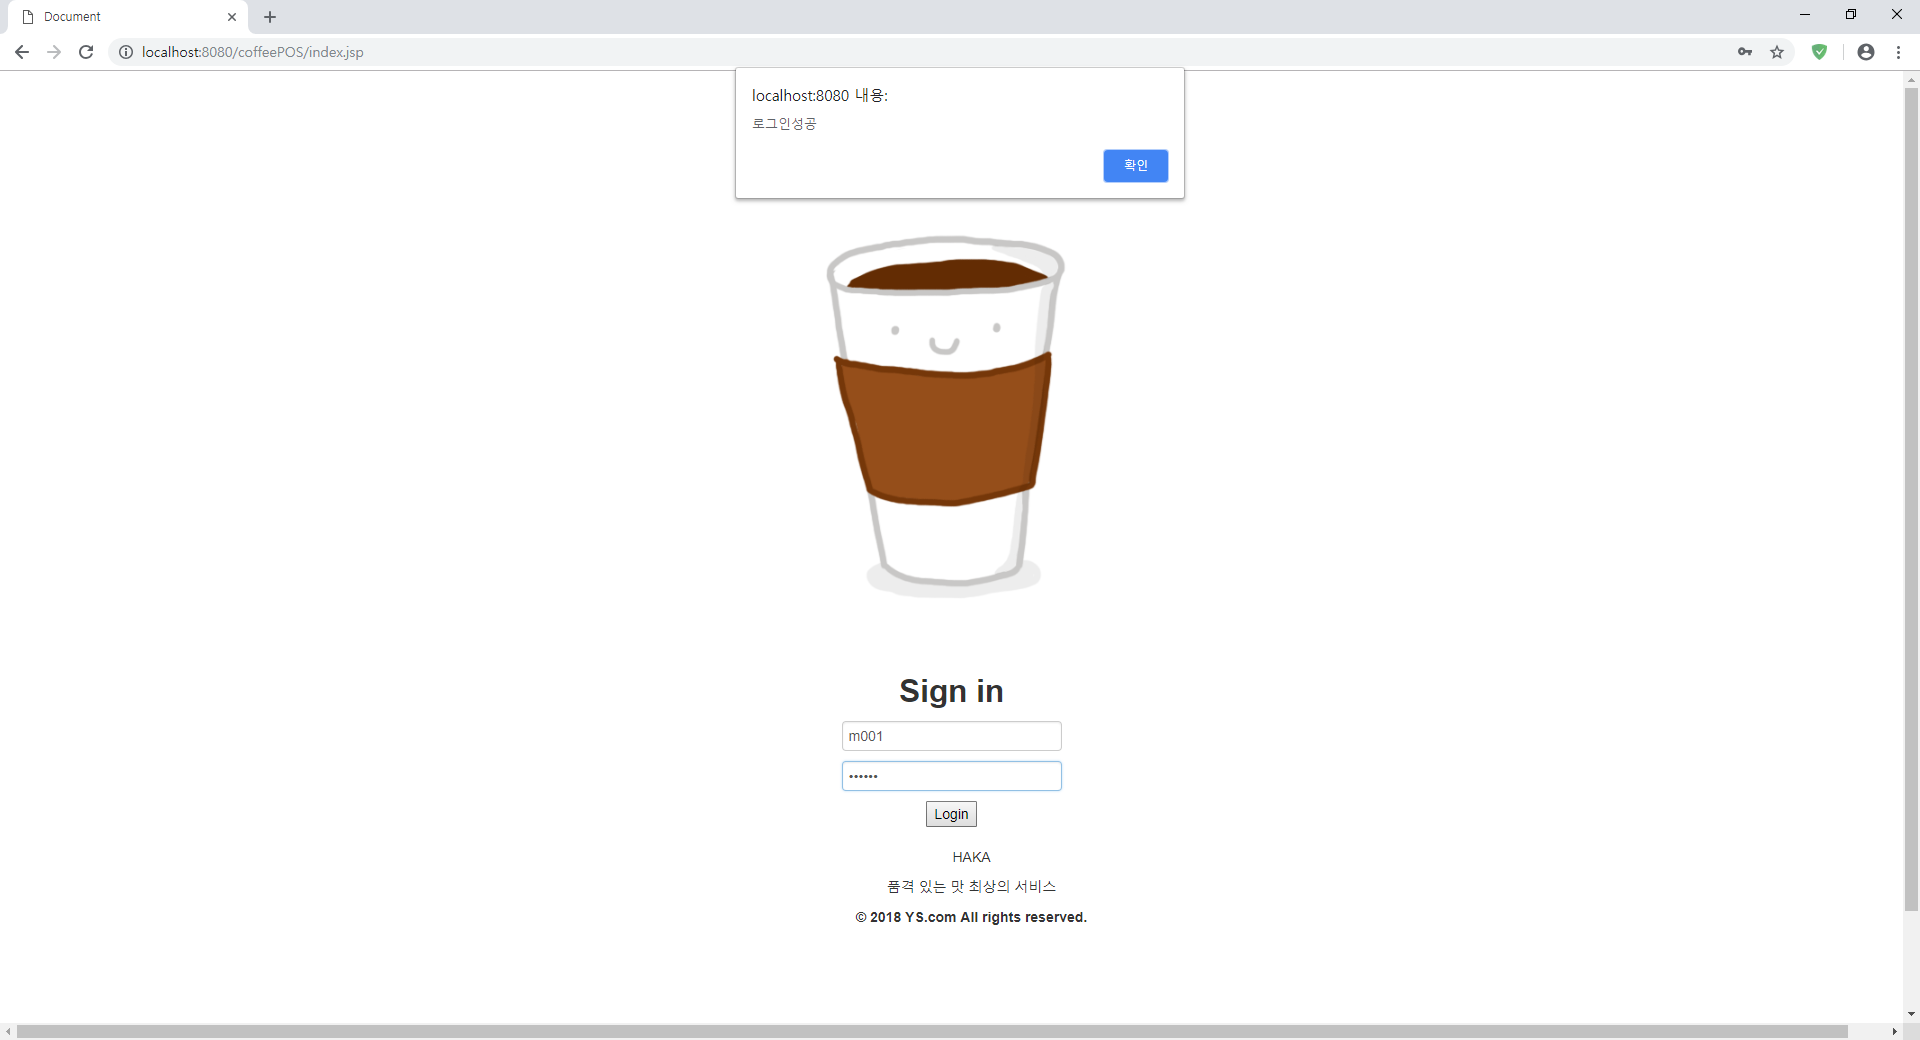 Document
localhost:8080/coffeePOS/index.jsp
localhost:8080 내용:
로그인성공
확인
Sign in
m001
••••••
Login
HAKA
품격 있는 맛 최상의 서비스
© 2018 YS.com All rights reserved.